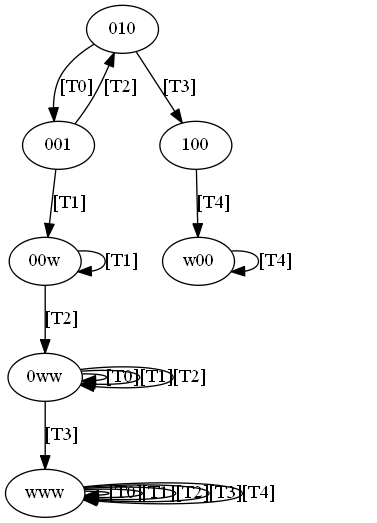 010
[T0] [T2] [T3]
001 100
[T1] [T4]
00w [T1] w00 [T4]
[T2]
0ww [T0] [T1] [T2]
[T3]
www [T0] [T1] [T2] [T3] [T4]